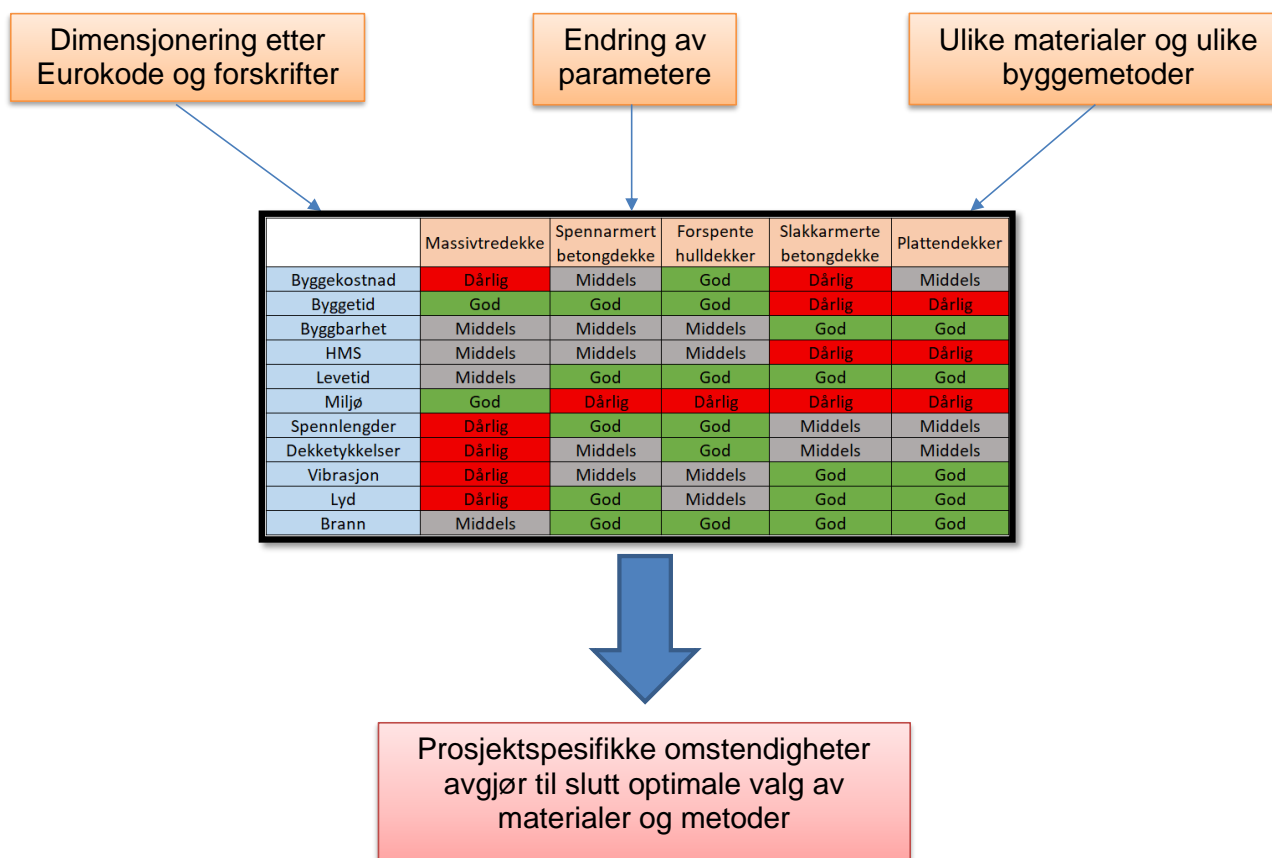 Dimensjonering etter
Eurokode og forskrifter
Endring av
parametere
Ulike materialer og ulike
byggemetoder
Massivtredekke Spennarmert betongdekke Forspente hulldekker Slakkarmerte betongdekke Plattendekker
Byggekostnad Dårlig Middels God Dårlig Middels
Byggetid God God God Dårlig Dårlig
Byggbarhet Middels Middels Middels God God
HMS Middels Middels Middels Dårlig Dårlig
Levetid Middels God God God God
Miljø God Dårlig Dårlig Dårlig Dårlig
Spennlengder Dårlig God God Middels Middels
Dekketykkelser Dårlig Middels God Middels Middels
Vibrasjon Dårlig Middels Middels God God
Lyd Dårlig God Middels God God
Brann Middels God God God God
Prosjektspesifikke omstendigheter
avgjør til slutt optimale valg av
materialer og metoder